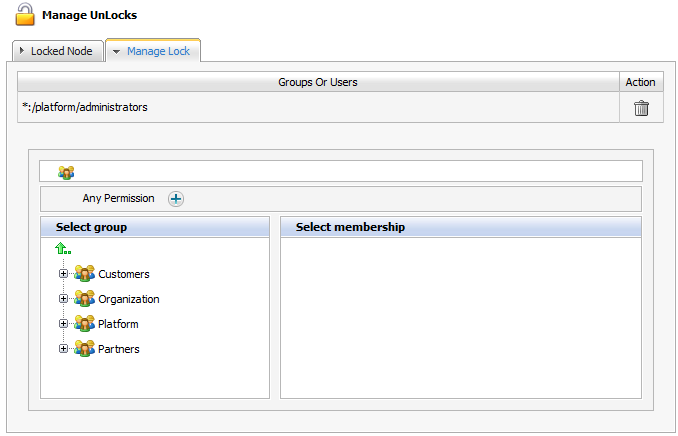 Manage UnLocks
Locked Node Manage Lock
Groups Or Users Action
*:/platform/administrators
Any Permission
Select group Select membership
Customers
Organization
Platform
Partners